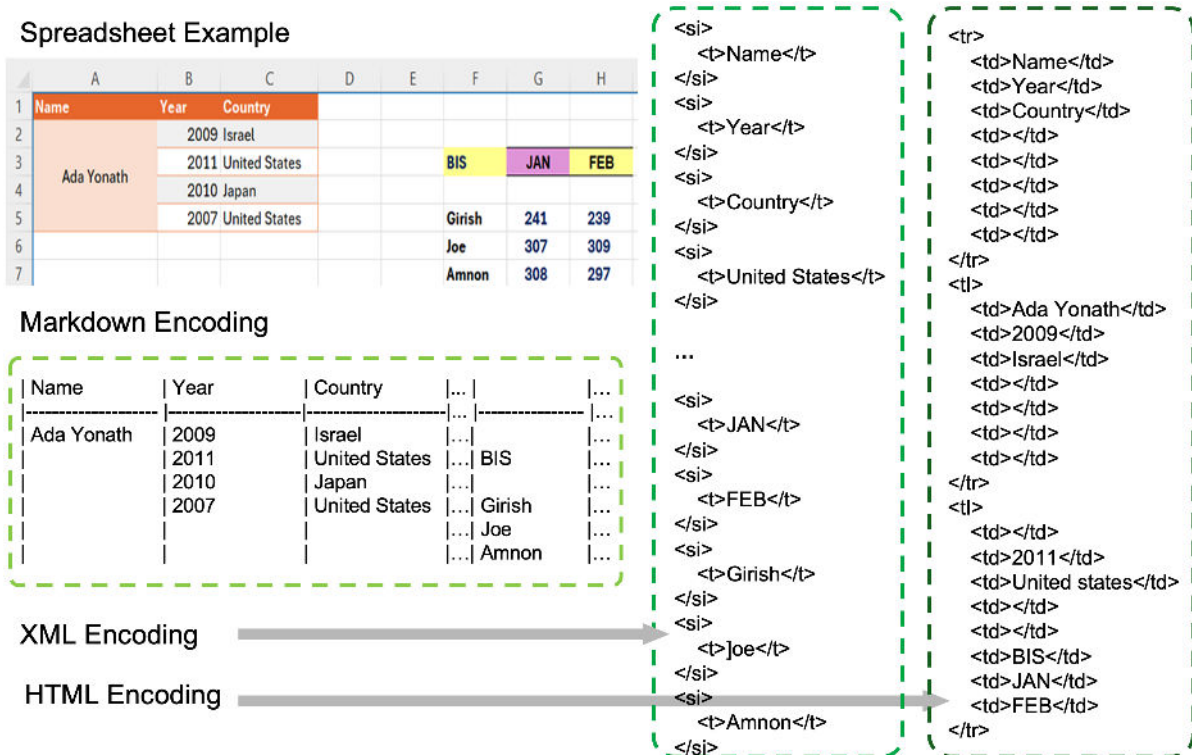 Spreadsheet Example
A B C D E F G H
1 Name Year Country
2 2009 Israel
3 2011 United States BIS JAN FEB
Ada Yonath
4 2010 Japan
5 2007 United States Girish 241 239
6 Joe 307 309
7 Amnon 308 297
Markdown Encoding
| Name | Year | Country |... | |...
|-------------------- |--------------------|---------------------|... |---------------- |...
| Ada Yonath | 2009 | Israel |...| |...
| | 2011 | United States |...| BIS |...
| | 2010 | Japan |...| |...
| | 2007 | United States |...| Girish |...
| | | |...| Joe |...
| | | |...| Amnon |...
XML Encoding
HTML Encoding
<si>
<t>Name</t>
</si>
<si>
<t>Year</t>
</si>
<si>
<t>Country</t>
</si>
<si>
<t>United States</t>
</si>
...
<si>
<t>JAN</t>
</si>
<si>
<t>FEB</t>
</si>
<si>
<t>Girish</t>
</si>
<si>
<t>]oe</t>
</si>
<si>
<t>Amnon</t>
</si>
<tr>
<td>Name</td>
<td>Year</td>
<td>Country</td>
<td></td>
<td></td>
<td></td>
<td></td>
<td></td>
</tr>
<tl>
<td>Ada Yonath</td>
<td>2009</td>
<td>Israel</td>
<td></td>
<td></td>
<td></td>
<td></td>
</tr>
<tl>
<td></td>
<td>2011</td>
<td>United states</td>
<td></td>
<td></td>
<td>BIS</td>
<td>JAN</td>
<td>FEB</td>
</tr>